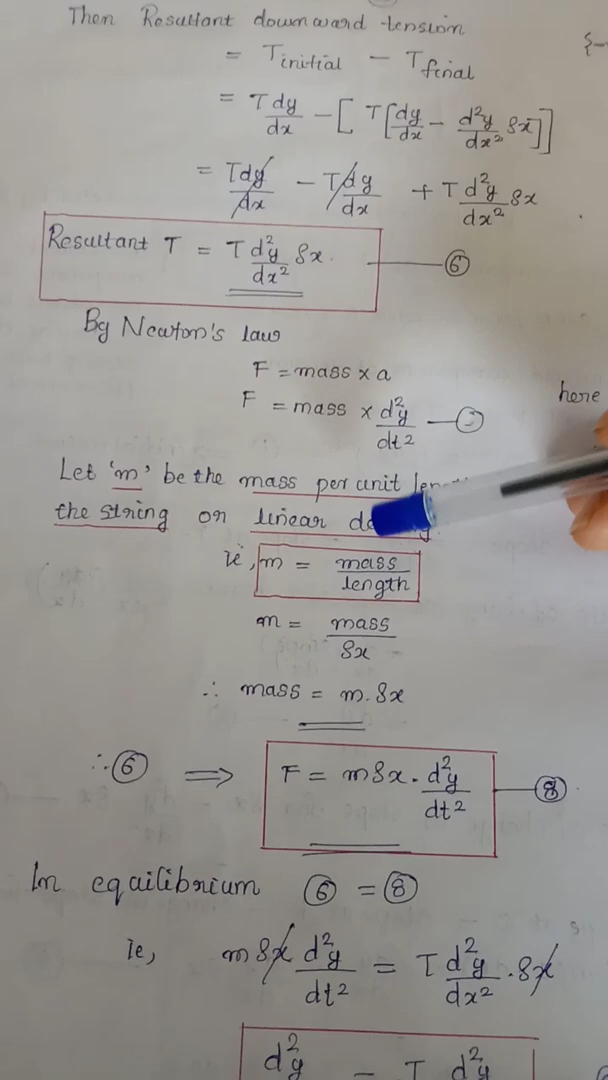 Then Resultant downward tension
{-
= T initial - T final
= T dy/dx - [ T[dy/dx - d²y/dx² δx]]
= T dy/dx - T dy/dx + T d²y/dx² δx
Resultant T = T d²y/dx² δx. ⑥
By Newton's law
F = mass x a
here
F = mass x d²y/dt²
Let 'm' be the mass per unit
the string or linear
ie, m = mass/length
m = mass/δx
∴ mass = m.δx
∴ ⑥ ⟹ F = mδx. d²y/dt² ⑧
In equilibrium ⑥ = ⑧
ie, mδx d²y/dt² = T d²y/dx² .δx
d²y - T d²y